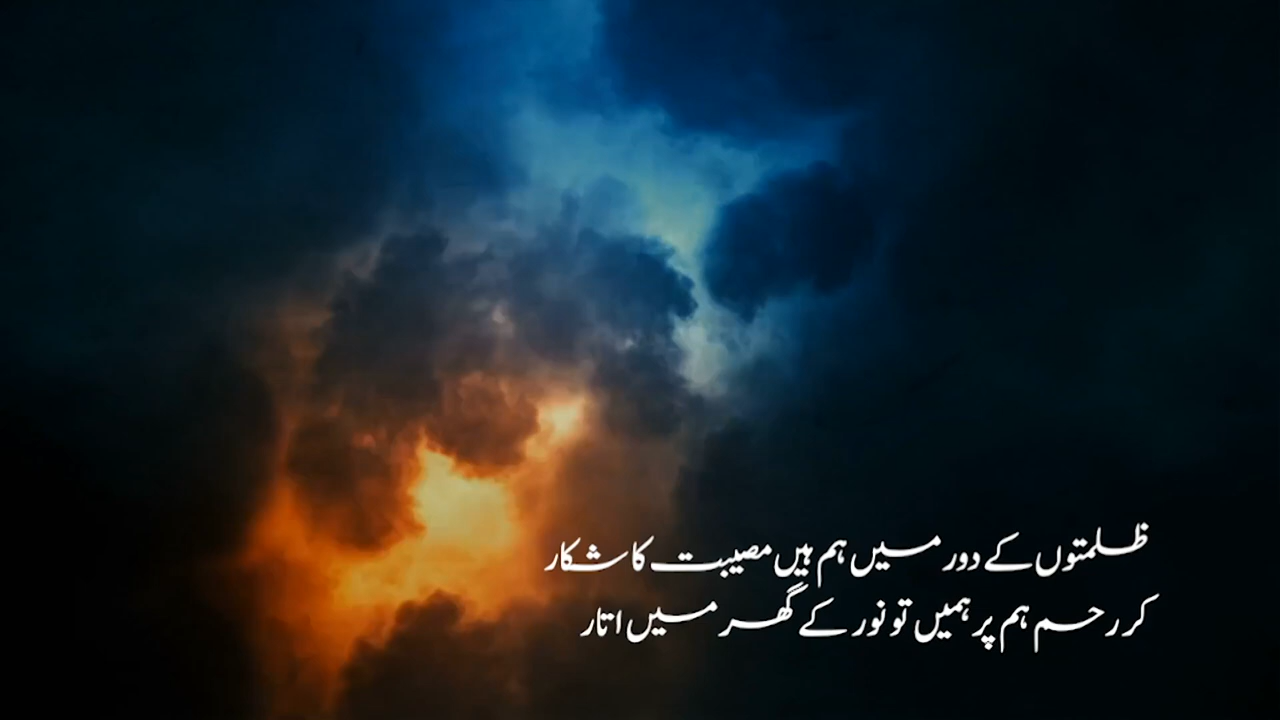 ظلمتوں کے دور میں ہم ہیں مصیبت کا شکار
کر رحم ہم پر ہمیں تو نور کے گھر میں اتار